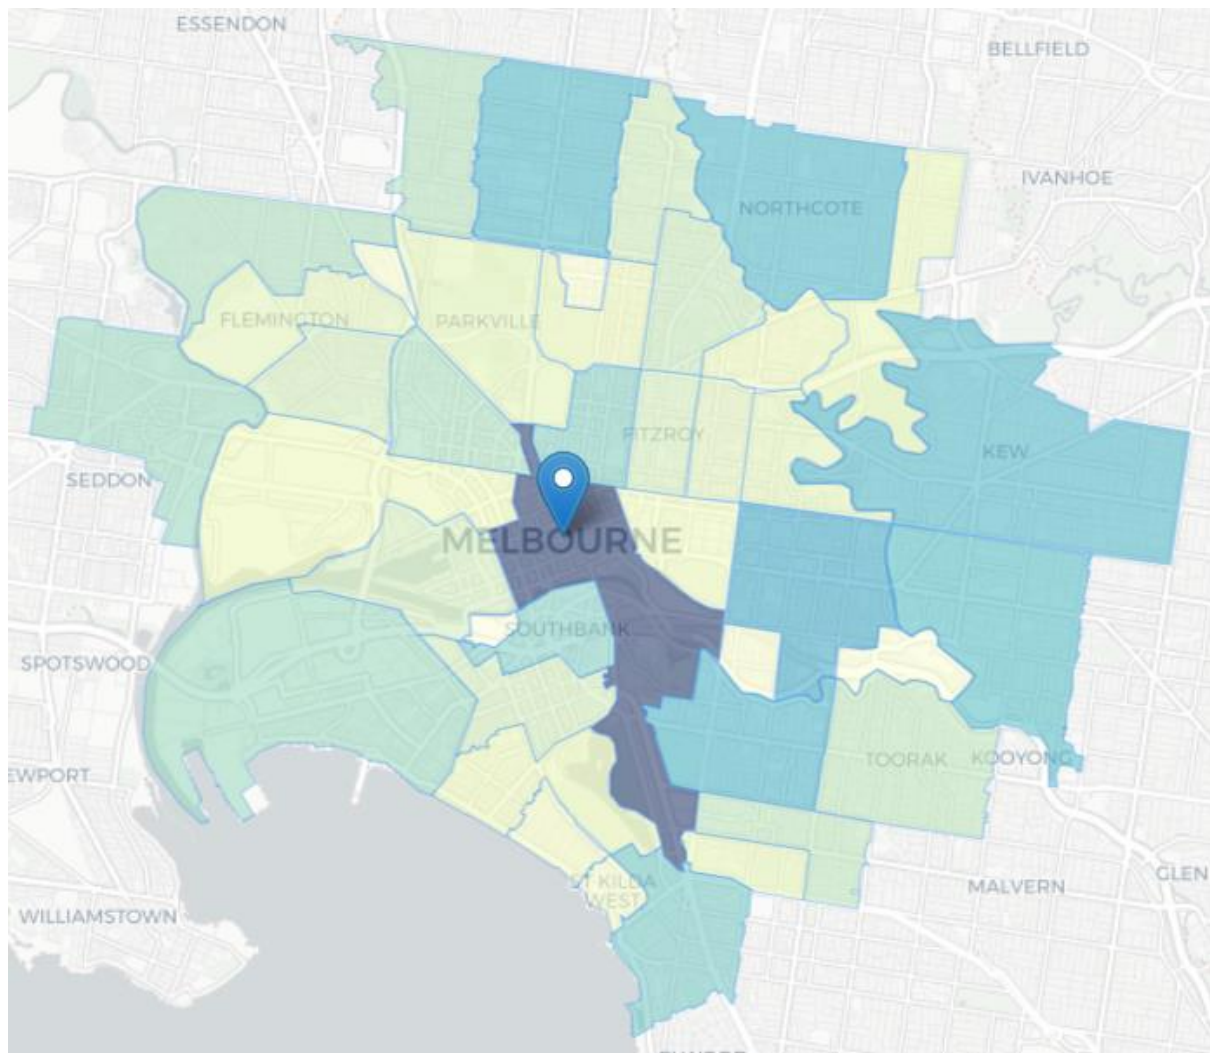 ESSENDON
BELLFIELD
IVANHOE
NORTHCOTE
FLEMINGTON
PARKVILLE
FITZROY
KEW
SEDDON
MELBOURNE
SOUTHBANK
SPOTSWOOD
TOORAK
KOOYONG
EWPORT
ST KILDA
WEST
MALVERN
GLEN
WILLIAMSTOWN